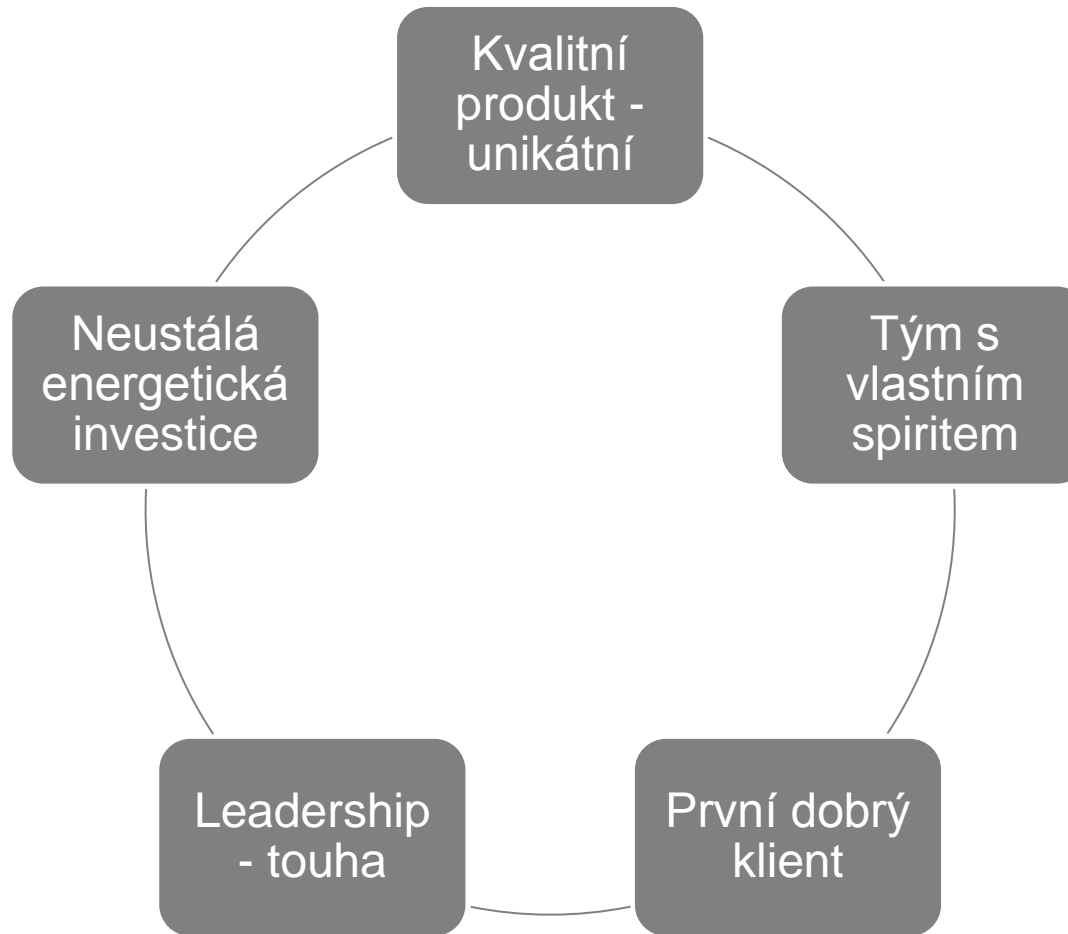 Kvalitní
produkt -
unikátní
Tým s
vlastním
spiritem
První dobrý
klient
Leadership
- touha
Neustálá
energetická
investice